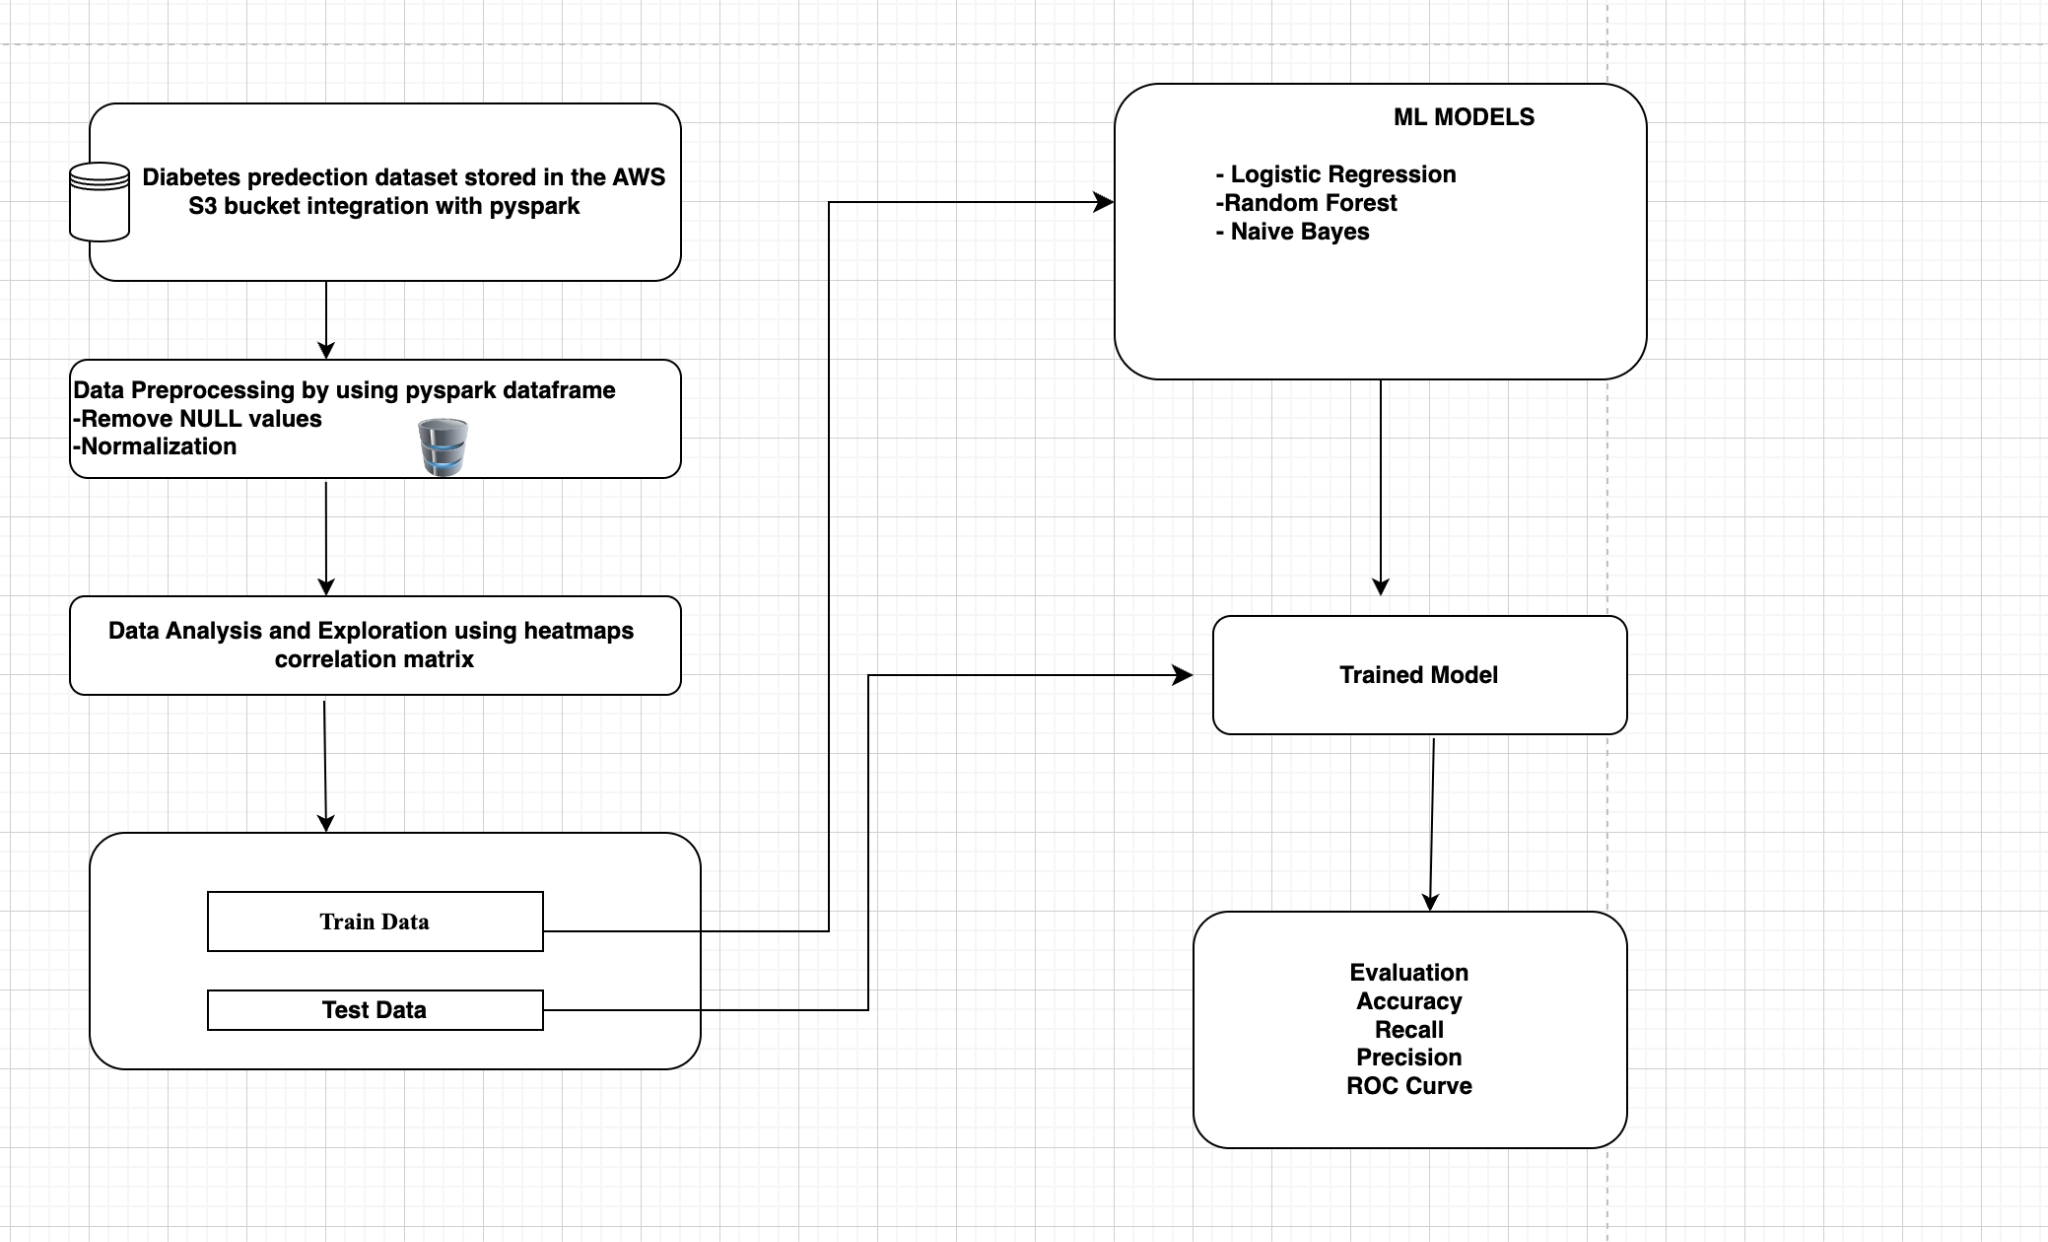 Diabetes predection dataset stored in the AWS
S3 bucket integration with pyspark
Data Preprocessing by using pyspark dataframe
-Remove NULL values
-Normalization
Data Analysis and Exploration using heatmaps
correlation matrix
Train Data
Test Data
ML MODELS
- Logistic Regression
-Random Forest
- Naive Bayes
Trained Model
Evaluation
Accuracy
Recall
Precision
ROC Curve